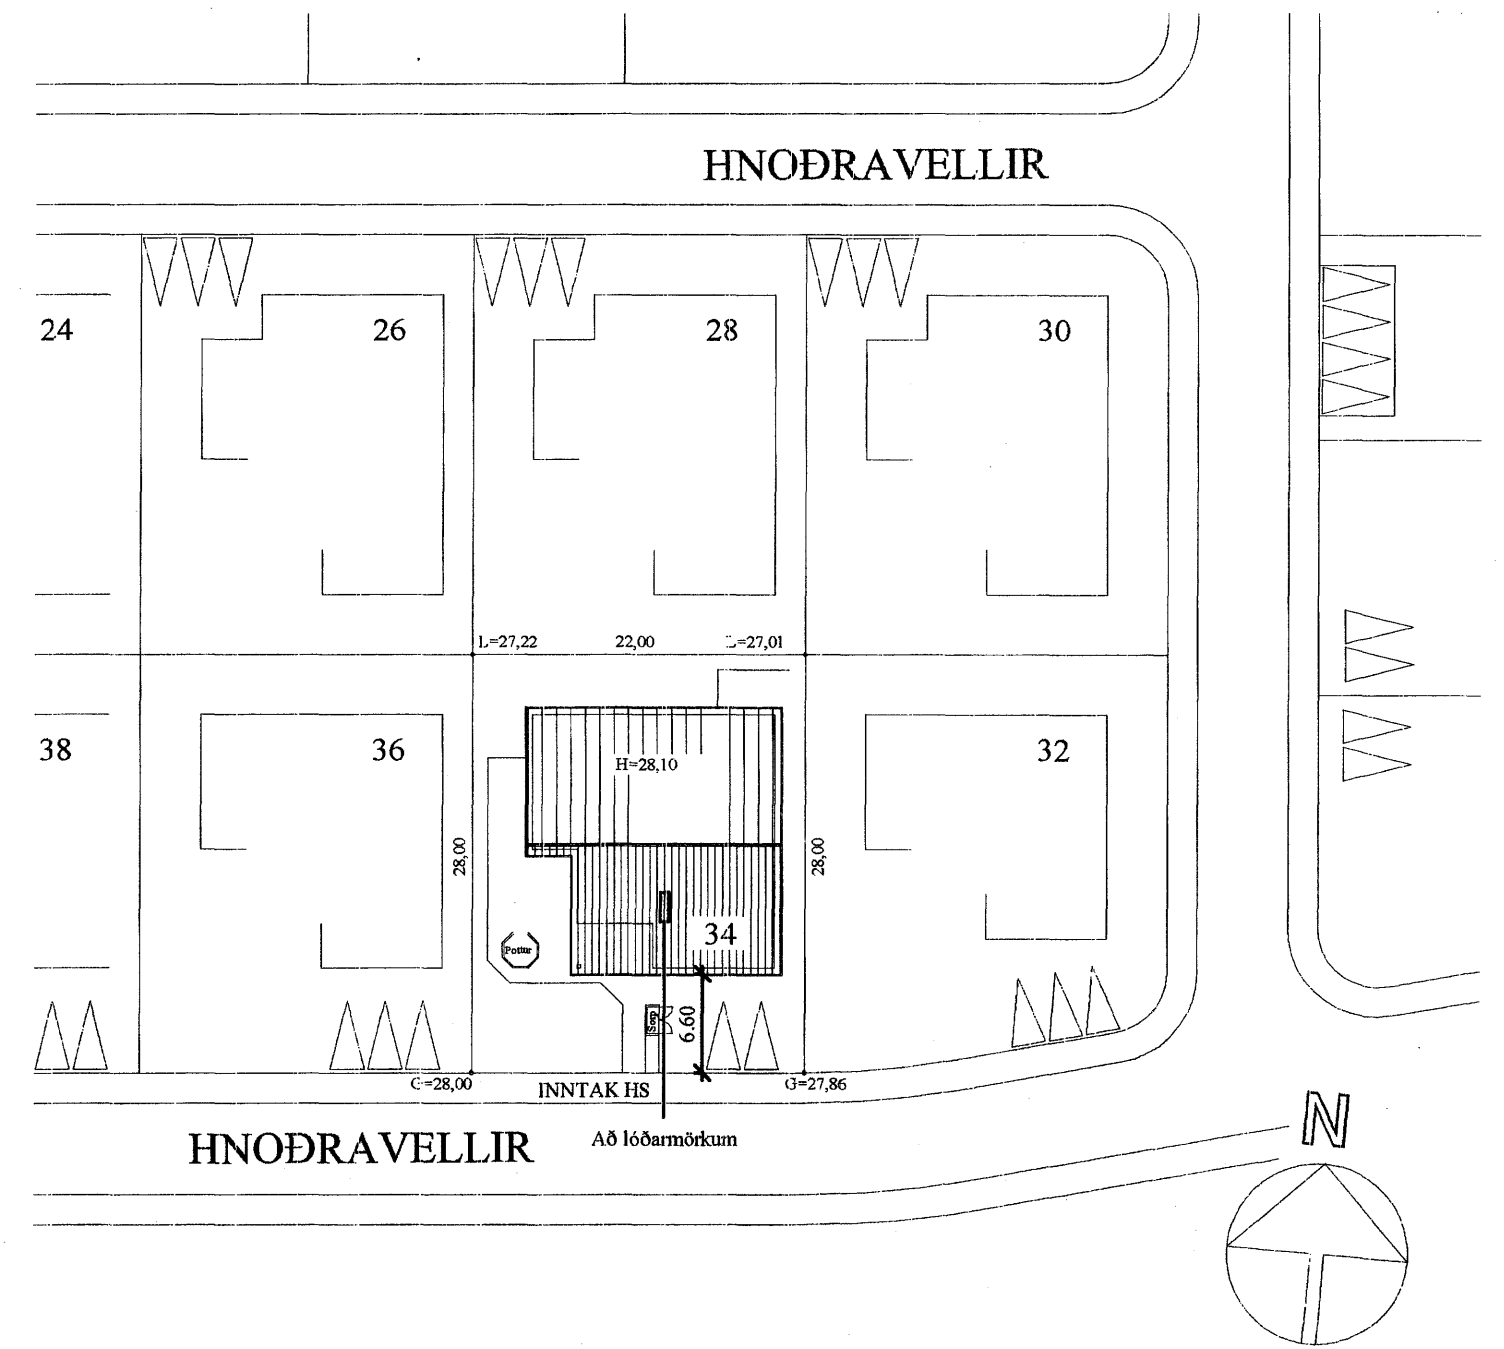 HNOÐRAVELLIR
24
26
28
30
L=27,22
22,00
L=27,01
38
36
H=28,10
32
28,00
28,00
34
Pottur
Sorp
6.60
G=28,00
INNTAK HS
G=27,86
HNOÐRAVELLIR
Að lóðarmörkum
N